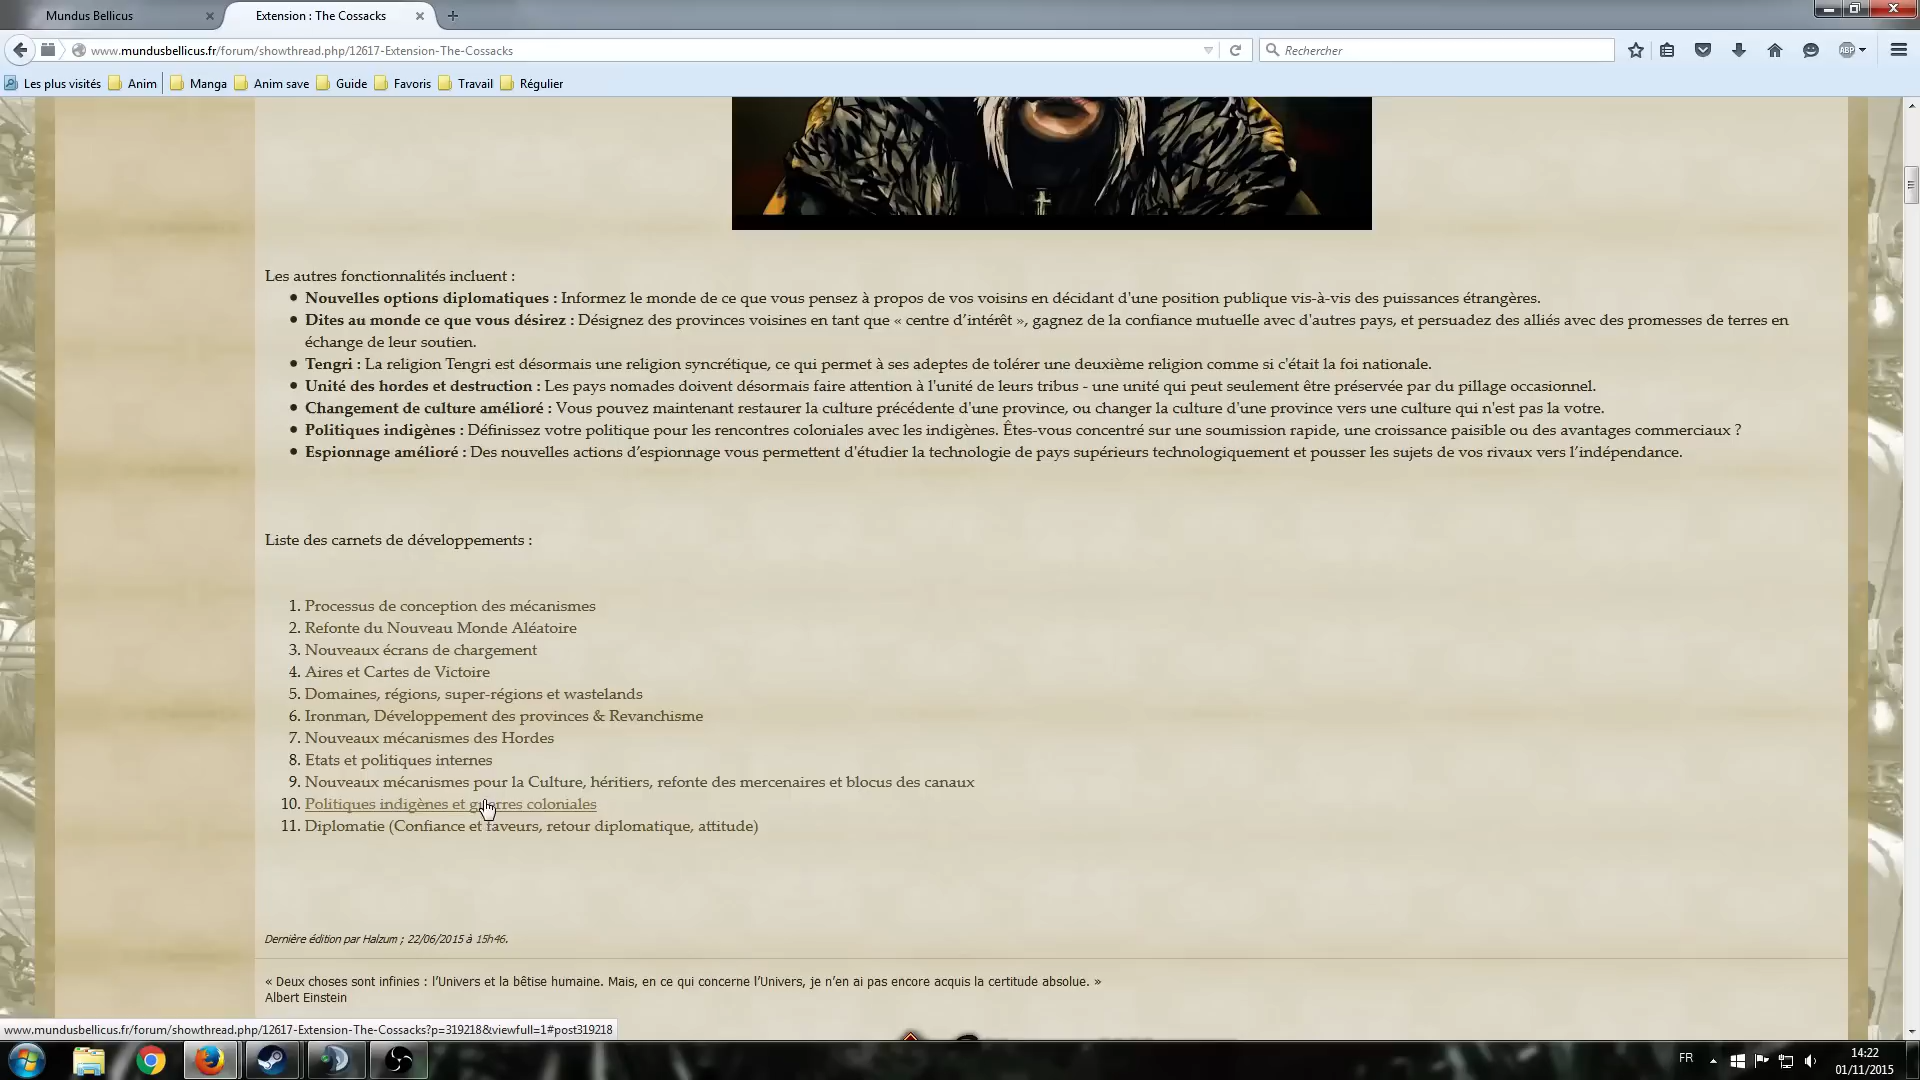 Mundus Bellicus
Extension : The Cossacks
www.mundusbellicus.fr/forum/showthread.php/12617-Extension-The-Cossacks
Rechercher
ABP
Les plus visités
Anim
Manga
Anim save
Guide
Favoris
Travail
Régulier
Les autres fonctionnalités incluent :
• Nouvelles options diplomatiques : Informez le monde de ce que vous pensez à propos de vos voisins en décidant d'une position publique vis-à-vis des puissances étrangères.
• Dites au monde ce que vous désirez : Désignez des provinces voisines en tant que « centre d’intérêt », gagnez de la confiance mutuelle avec d'autres pays, et persuadez des alliés avec des promesses de terres en
échange de leur soutien.
• Tengri : La religion Tengri est désormais une religion syncrétique, ce qui permet à ses adeptes de tolérer une deuxième religion comme si c'était la foi nationale.
• Unité des hordes et destruction : Les pays nomades doivent désormais faire attention à l'unité de leurs tribus - une unité qui peut seulement être préservée par du pillage occasionnel.
• Changement de culture amélioré : Vous pouvez maintenant restaurer la culture précédente d'une province, ou changer la culture d'une province vers une culture qui n'est pas la votre.
• Politiques indigènes : Définissez votre politique pour les rencontres coloniales avec les indigènes. Êtes-vous concentré sur une soumission rapide, une croissance paisible ou des avantages commerciaux ?
• Espionnage amélioré : Des nouvelles actions d’espionnage vous permettent d'étudier la technologie de pays supérieurs technologiquement et pousser les sujets de vos rivaux vers l’indépendance.
Liste des carnets de développements :
1. Processus de conception des mécanismes
2. Refonte du Nouveau Monde Aléatoire
3. Nouveaux écrans de chargement
4. Aires et Cartes de Victoire
5. Domaines, régions, super-régions et wastelands
6. Ironman, Développement des provinces & Revanchisme
7. Nouveaux mécanismes des Hordes
8. Etats et politiques internes
9. Nouveaux mécanismes pour la Culture, héritiers, refonte des mercenaires et blocus des canaux
10. Politiques indigènes et guerres coloniales
11. Diplomatie (Confiance et faveurs, retour diplomatique, attitude)
Dernière édition par Halzum ; 22/06/2015 à 15h46.
« Deux choses sont infinies : l’Univers et la bêtise humaine. Mais, en ce qui concerne l’Univers, je n’en ai pas encore acquis la certitude absolue. »
Albert Einstein
www.mundusbellicus.fr/forum/showthread.php/12617-Extension-The-Cossacks?p=319218&viewfull=1#post319218
FR
14:22
01/11/2015